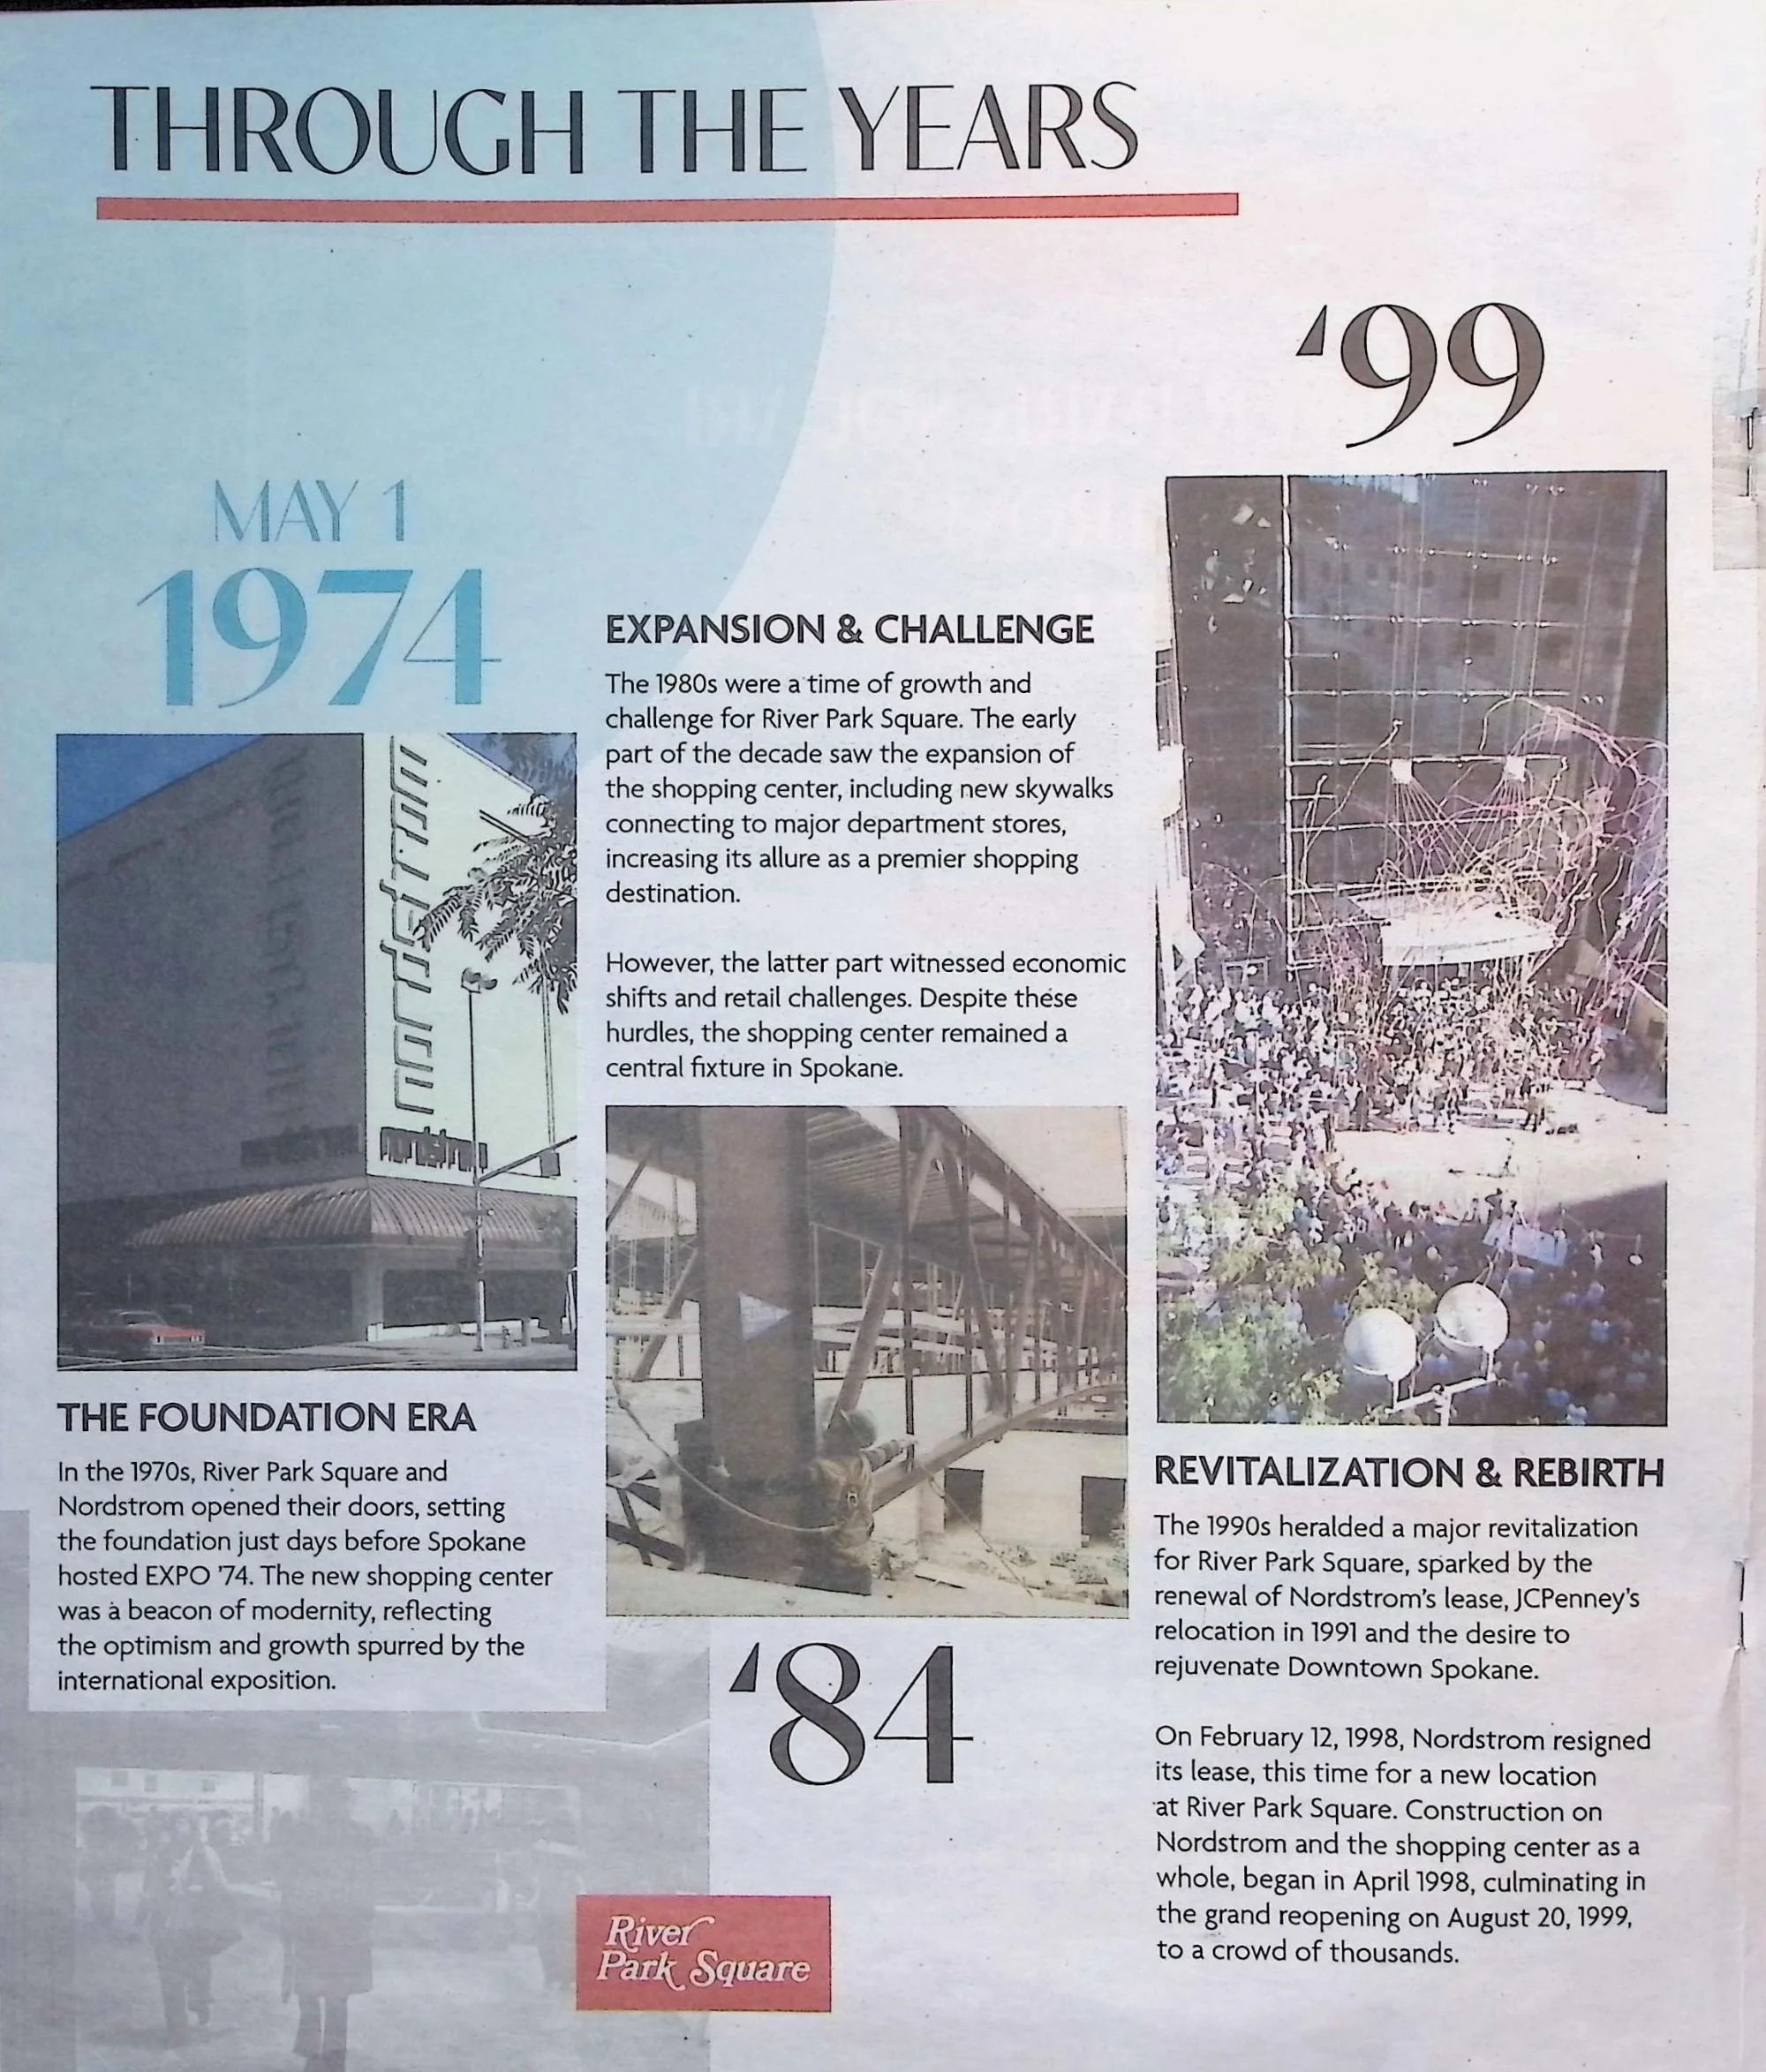 THROUGH THE YEARS
MAY 1
1974
nordstrom
nordstrom
THE FOUNDATION ERA
In the 1970s, River Park Square and
Nordstrom opened their doors, setting
the foundation just days before Spokane
hosted EXPO '74. The new shopping center
was a beacon of modernity, reflecting
the optimism and growth spurred by the
international exposition.
EXPANSION & CHALLENGE
The 1980s were a time of growth and
challenge for River Park Square. The early
part of the decade saw the expansion of
the shopping center, including new skywalks
connecting to major department stores,
increasing its allure as a premier shopping
destination.
However, the latter part witnessed economic
shifts and retail challenges. Despite these
hurdles, the shopping center remained a
central fixture in Spokane.
‘84
River
Park Square
‘99
REVITALIZATION & REBIRTH
The 1990s heralded a major revitalization
for River Park Square, sparked by the
renewal of Nordstrom's lease, JCPenney's
relocation in 1991 and the desire to
rejuvenate Downtown Spokane.
On February 12, 1998, Nordstrom resigned
its lease, this time for a new location
at River Park Square. Construction on
Nordstrom and the shopping center as a
whole, began in April 1998, culminating in
the grand reopening on August 20, 1999,
to a crowd of thousands.